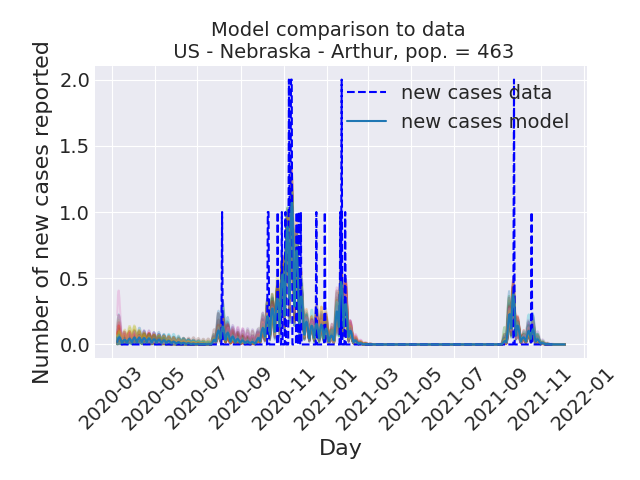 Model comparison to data
US - Nebraska - Arthur, pop. = 463
Number of new cases reported
2.0
1.5
1.0
0.5
0.0
new cases data
new cases model
2020-03
2020-05
2020-07
2020-09
2020-11
2021-01
2021-03
2021-05
2021-07
2021-09
2021-11
2022-01
Day